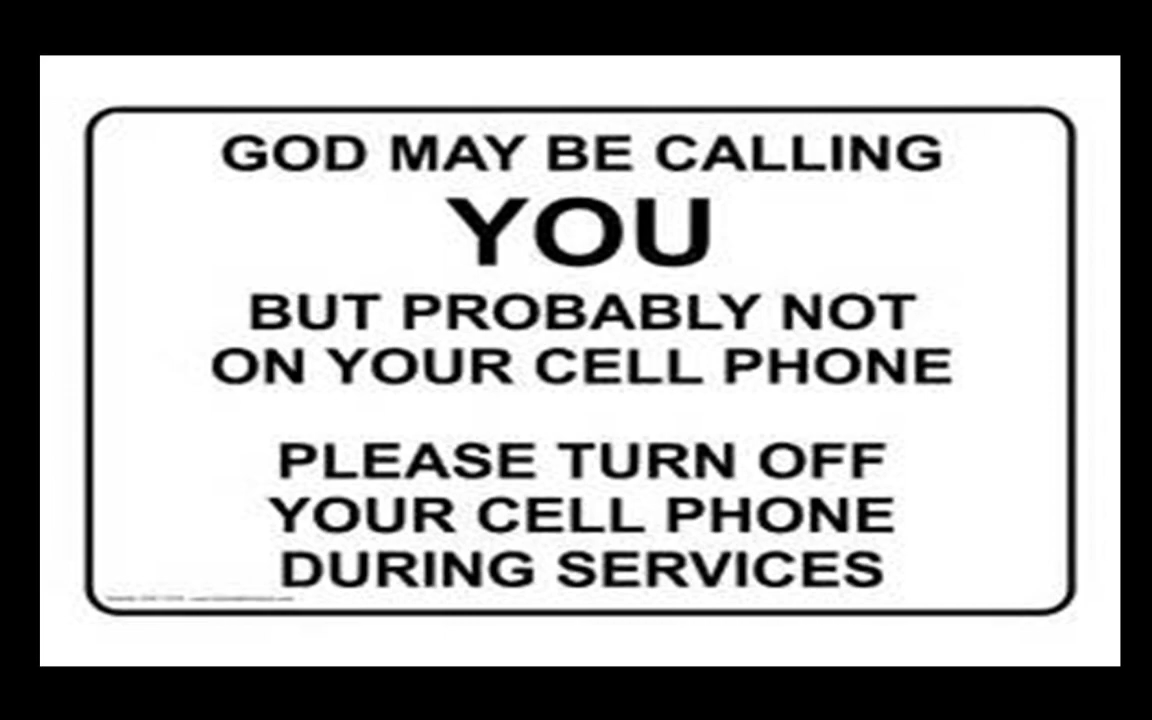 GOD MAY BE CALLING
YOU
BUT PROBABLY NOT
ON YOUR CELL PHONE
PLEASE TURN OFF
YOUR CELL PHONE
DURING SERVICES